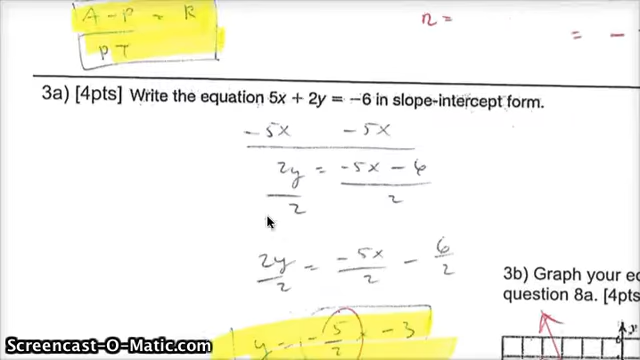 A - P = R
PT
r =
= -
3a) [4pts] Write the equation 5x + 2y = -6 in slope-intercept form.
-5x -5x
2y = -5x - 6
2 2
2y = -5x - 6
2 2 2
3b) Graph your e
question 8a. [4pts
y = - 5 x - 3
2
y
Screencast-O-Matic.com